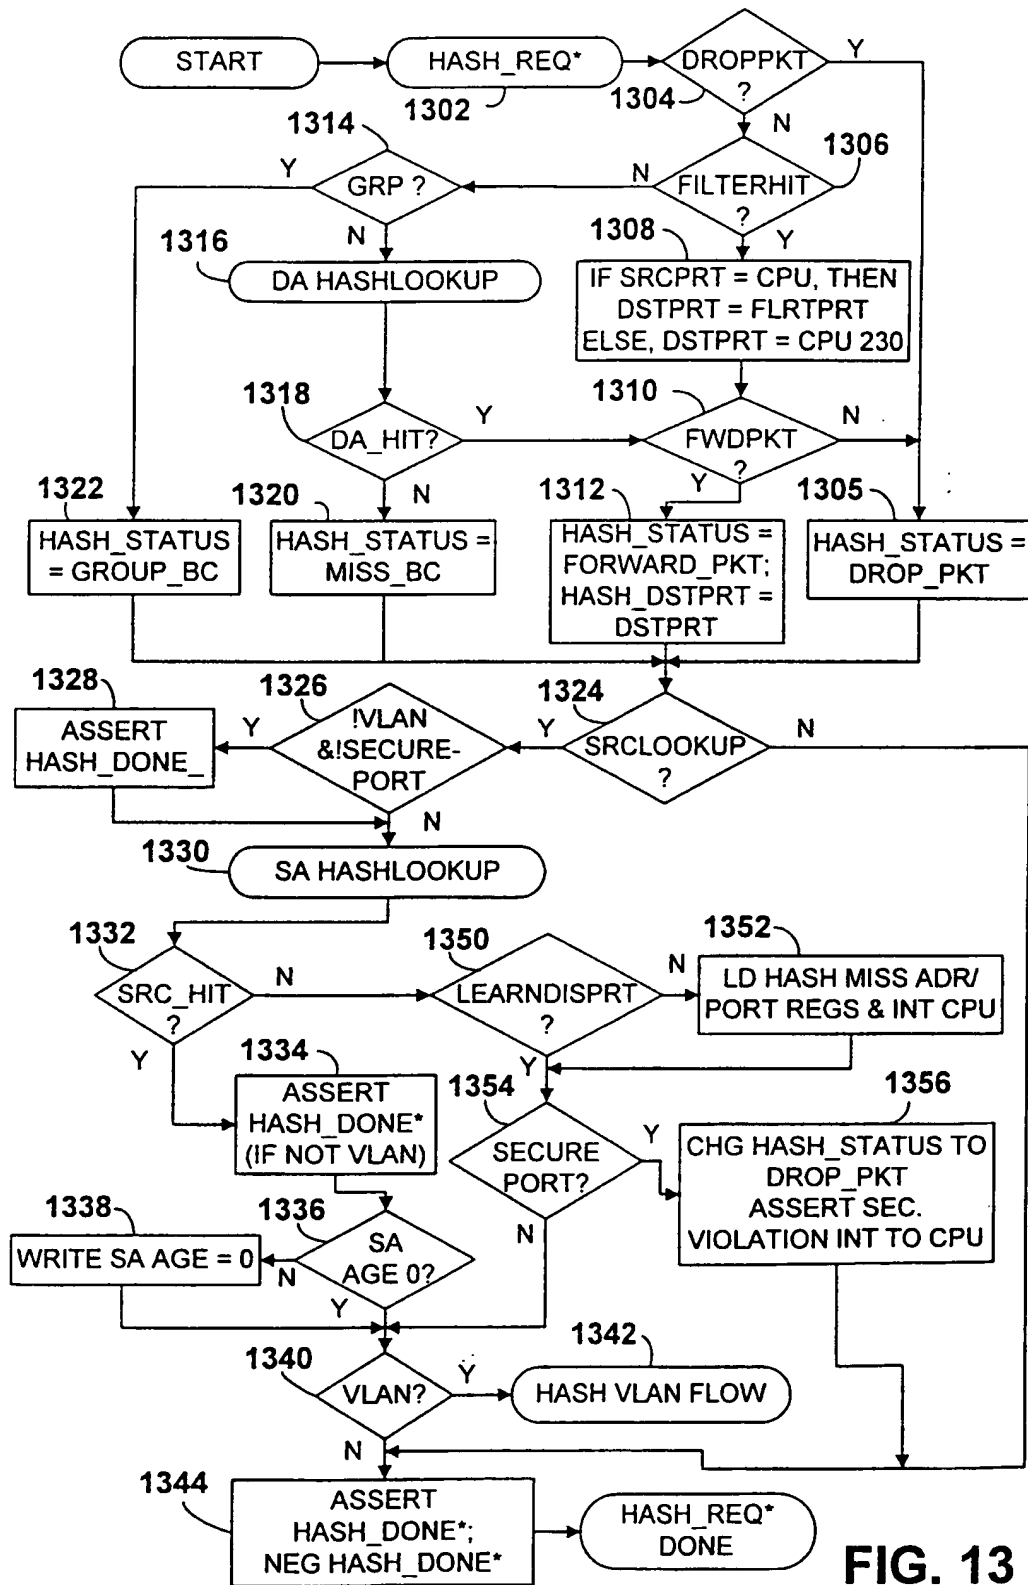 START
HASH_REQ*
1302
DROPPKT
?
1304
Y
N
1314
GRP ?
Y
N
N
FILTERHIT
?
1306
Y
1316
DA HASHLOOKUP
1308
IF SRCPRT = CPU, THEN
DSTPRT = FLRTPRT
ELSE, DSTPRT = CPU 230
1318
DA_HIT?
Y
N
1310
FWDPKT
?
N
Y
1322
HASH_STATUS
= GROUP_BC
1320
HASH_STATUS =
MISS_BC
1312
HASH_STATUS =
FORWARD_PKT;
HASH_DSTPRT =
DSTPRT
1305
HASH_STATUS =
DROP_PKT
1328
ASSERT
HASH_DONE_
Y
1326
!VLAN
&!SECURE-
PORT
N
Y
1324
SRCLOOKUP
?
N
1330
SA HASHLOOKUP
1332
SRC_HIT
?
N
Y
1350
LEARNDISPRT
?
N
Y
1352
LD HASH MISS ADR/
PORT REGS & INT CPU
1334
ASSERT
HASH_DONE*
(IF NOT VLAN)
1354
SECURE
PORT?
Y
N
1356
CHG HASH_STATUS TO
DROP_PKT
ASSERT SEC.
VIOLATION INT TO CPU
1338
WRITE SA AGE = 0
N
1336
SA
AGE 0?
Y
1340
VLAN?
Y
N
1342
HASH VLAN FLOW
1344
ASSERT
HASH_DONE*;
NEG HASH_DONE*
HASH_REQ*
DONE
FIG. 13